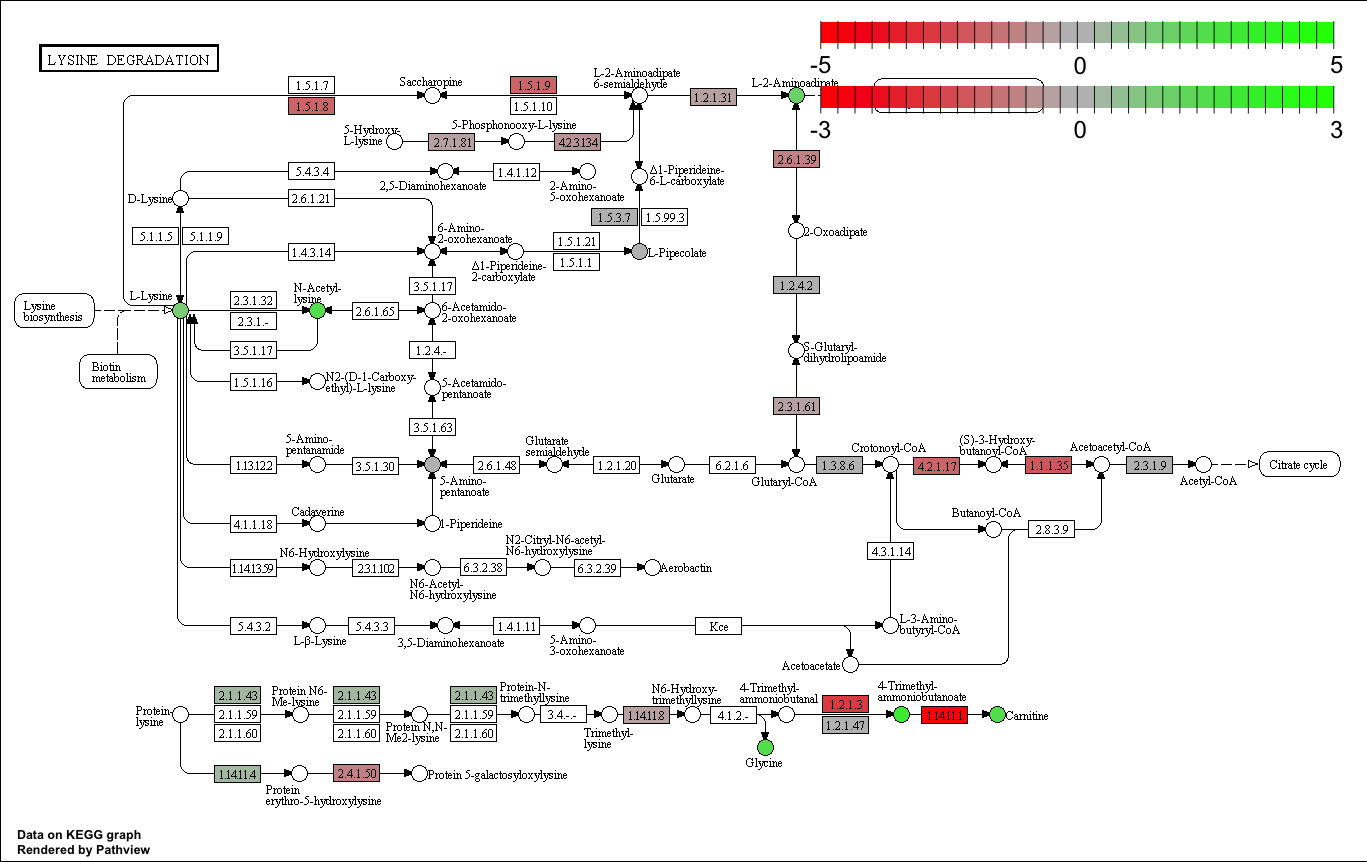 LYSINE DEGRADATION
-5
0
5
-3
0
3
1.5.1.7
1.5.1.8
Saccharopine
1.5.1.9
1.5.1.10
L-2-Aminoadipate
6-semialdehyde
1.2.1.31
L-2-Aminoadipate
5-Hydroxy-
L-lysine
2.7.1.81
5-Phosphonooxy-L-lysine
4.2.3.134
2.6.1.39
D-Lysine
5.4.3.4
2,5-Diaminohexanoate
1.4.1.12
2-Amino-
5-oxohexanoate
Δ1-Piperideine-
6-L-carboxylate
2.6.1.21
1.5.3.7
1.5.99.3
5.1.1.5
5.1.1.9
1.4.3.14
6-Amino-
2-oxohexanoate
Δ1-Piperideine-
2-carboxylate
1.5.1.21
1.5.1.1
L-Pipecolate
2-Oxoadipate
1.2.4.2
Lysine
biosynthesis
L-Lysine
2.3.1.32
2.3.1.-
N-Acetyl-
lysine
2.6.1.65
3.5.1.17
6-Acetamido-
2-oxohexanoate
3.5.1.17
1.2.4.-
S-Glutaryl-
dihydrolipoamide
Biotin
metabolism
1.5.1.16
N2-(D-1-Carboxy-
ethyl)-L-lysine
5-Acetamido-
pentanoate
3.5.1.63
2.3.1.61
1.13.12.2
5-Amino-
pentanamide
3.5.1.30
5-Amino-
pentanoate
2.6.1.48
Glutarate
semialdehyde
1.2.1.20
Glutarate
6.2.1.6
Glutaryl-CoA
1.3.8.6
Crotonoyl-CoA
4.2.1.17
(S)-3-Hydroxy-
butanoyl-CoA
1.1.1.35
Acetoacetyl-CoA
2.3.1.9
Acetyl-CoA
Citrate cycle
4.1.1.18
Cadaverine
1-Piperideine
Butanoyl-CoA
2.8.3.9
4.3.1.14
1.14.13.59
N6-Hydroxylysine
2.3.1.102
N6-Acetyl-
N6-hydroxylysine
6.3.2.38
N2-Citryl-N6-acetyl-
N6-hydroxylysine
6.3.2.39
Aerobactin
5.4.3.2
L-β-Lysine
5.4.3.3
3,5-Diaminohexanoate
1.4.1.11
5-Amino-
3-oxohexanoate
Kce
L-3-Amino-
butyryl-CoA
Acetoacetate
Protein-
lysine
2.1.1.43
2.1.1.59
2.1.1.60
Protein N6-
Me-lysine
2.1.1.43
2.1.1.59
2.1.1.60
Protein N,N-
Me2-lysine
2.1.1.43
2.1.1.59
2.1.1.60
Protein-N-
trimethyllysine
3.4.-.-
Trimethyl-
lysine
1.14.11.8
N6-Hydroxy-
trimethyllysine
4.1.2.-
Glycine
4-Trimethyl-
ammoniobutanal
1.2.1.3
1.2.1.47
4-Trimethyl-
ammoniobutanoate
1.14.11.1
Carnitine
1.14.11.4
Protein
erythro-5-hydroxylysine
2.4.1.50
Protein 5-galactosyloxylysine
Data on KEGG graph
Rendered by Pathview